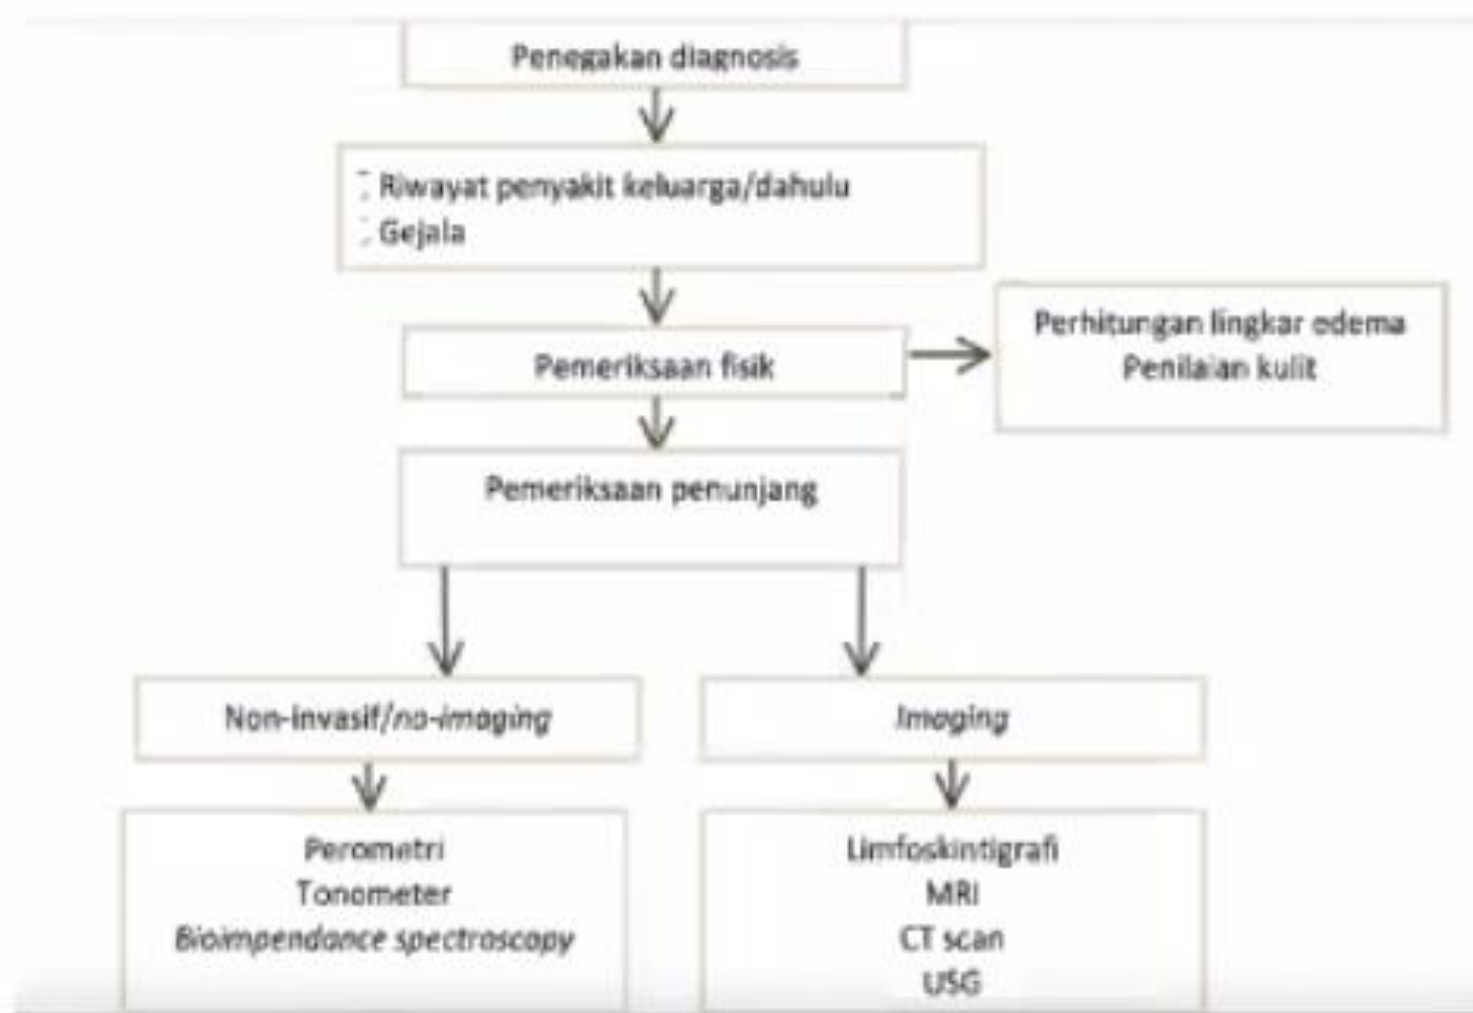 Penegakan diagnosis
Riwayat penyakit keluarga/dahulu
Gejala
Pemeriksaan fisik
Perhitungan lingkar edema
Penilaian kulit
Pemeriksaan penunjang
Non-invasif/no-imaging
Imaging
Perometri
Tonometer
Bioimpendance spectroscopy
Limfoskintigrafi
MRI
CT scan
USG